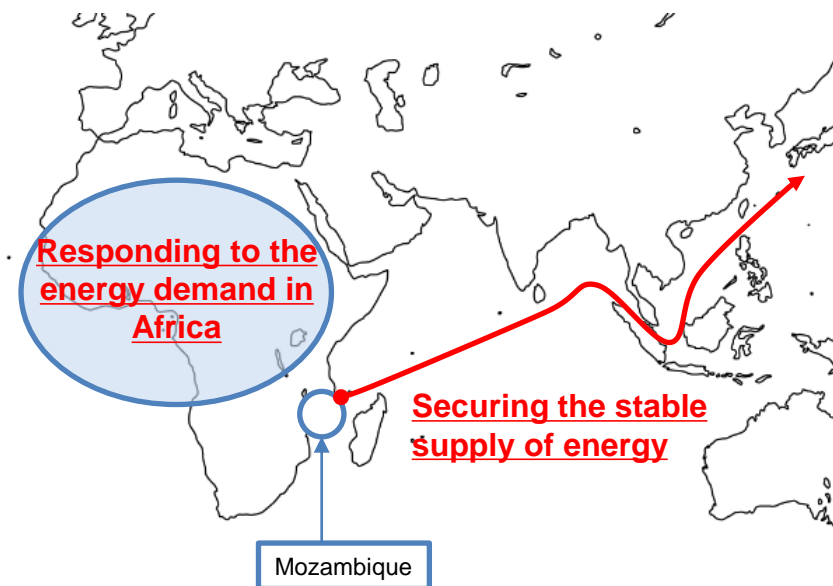 Responding to the
energy demand in
Africa
Securing the stable
supply of energy
Mozambique